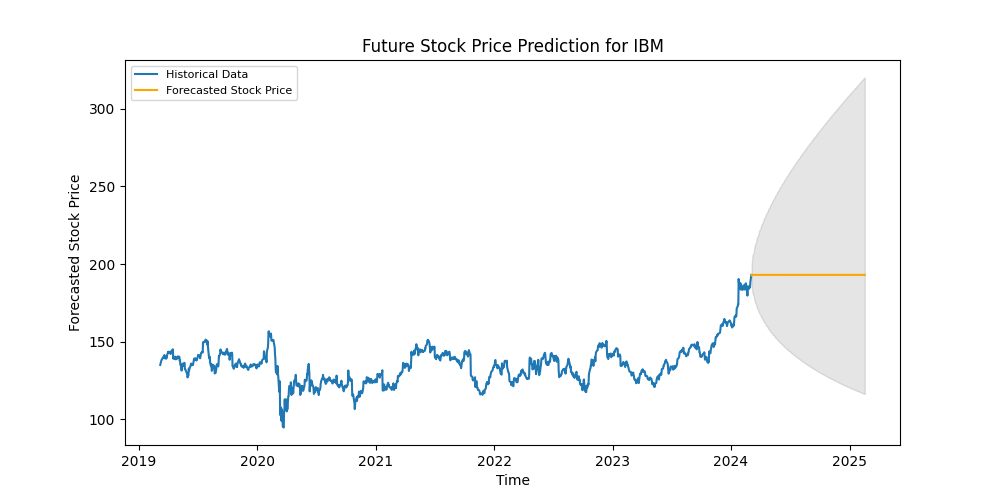 Future Stock Price Prediction for IBM
Historical Data
Forecasted Stock Price
Forecasted Stock Price
300
250
200
150
100
2019
2020
2021
2022
2023
2024
2025
Time